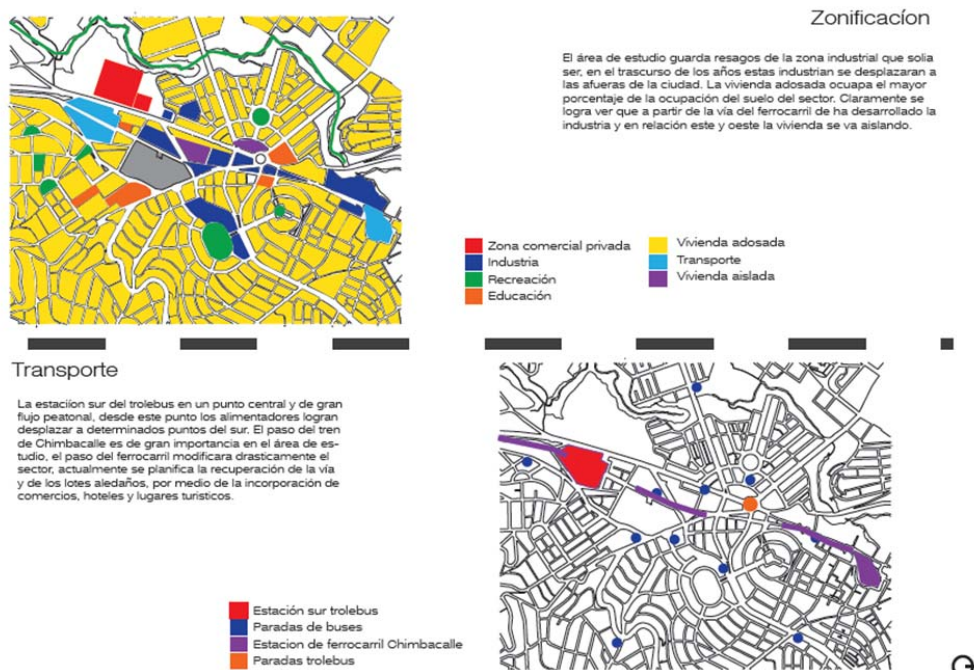 Zonificacíon
El área de estudio guarda resagos de la zona industrial que solia
ser, en el trascurso de los años estas industrian se desplazaran a
las afueras de la ciudad. La vivienda adosada ocupa el mayor
porcentaje de la ocupación del suelo del sector. Claramente se
logra ver que a partir de la vía del ferrocarril de ha desarrollado la
industria y en relación este y oeste la vivienda se va aislando.
Zona comercial privada
Industria
Recreación
Educación
Vivienda adosada
Transporte
Vivienda aislada
Transporte
La estaciíon sur del trolebus en un punto central y de gran
flujo peatonal, desde este punto los alimentadores logran
desplazar a determinados puntos del sur. El paso del tren
de Chimbacalle es de gran importancia en el área de es-
tudio, el paso del ferrocarril modificara drasticamente el
sector, actualmente se planifica la recuperación de la vía
y de los lotes aledaños, por medio de la incorporación de
comercios, hoteles y lugares turisticos.
Estación sur trolebus
Paradas de buses
Estacion de ferrocarril Chimbacalle
Paradas trolebus